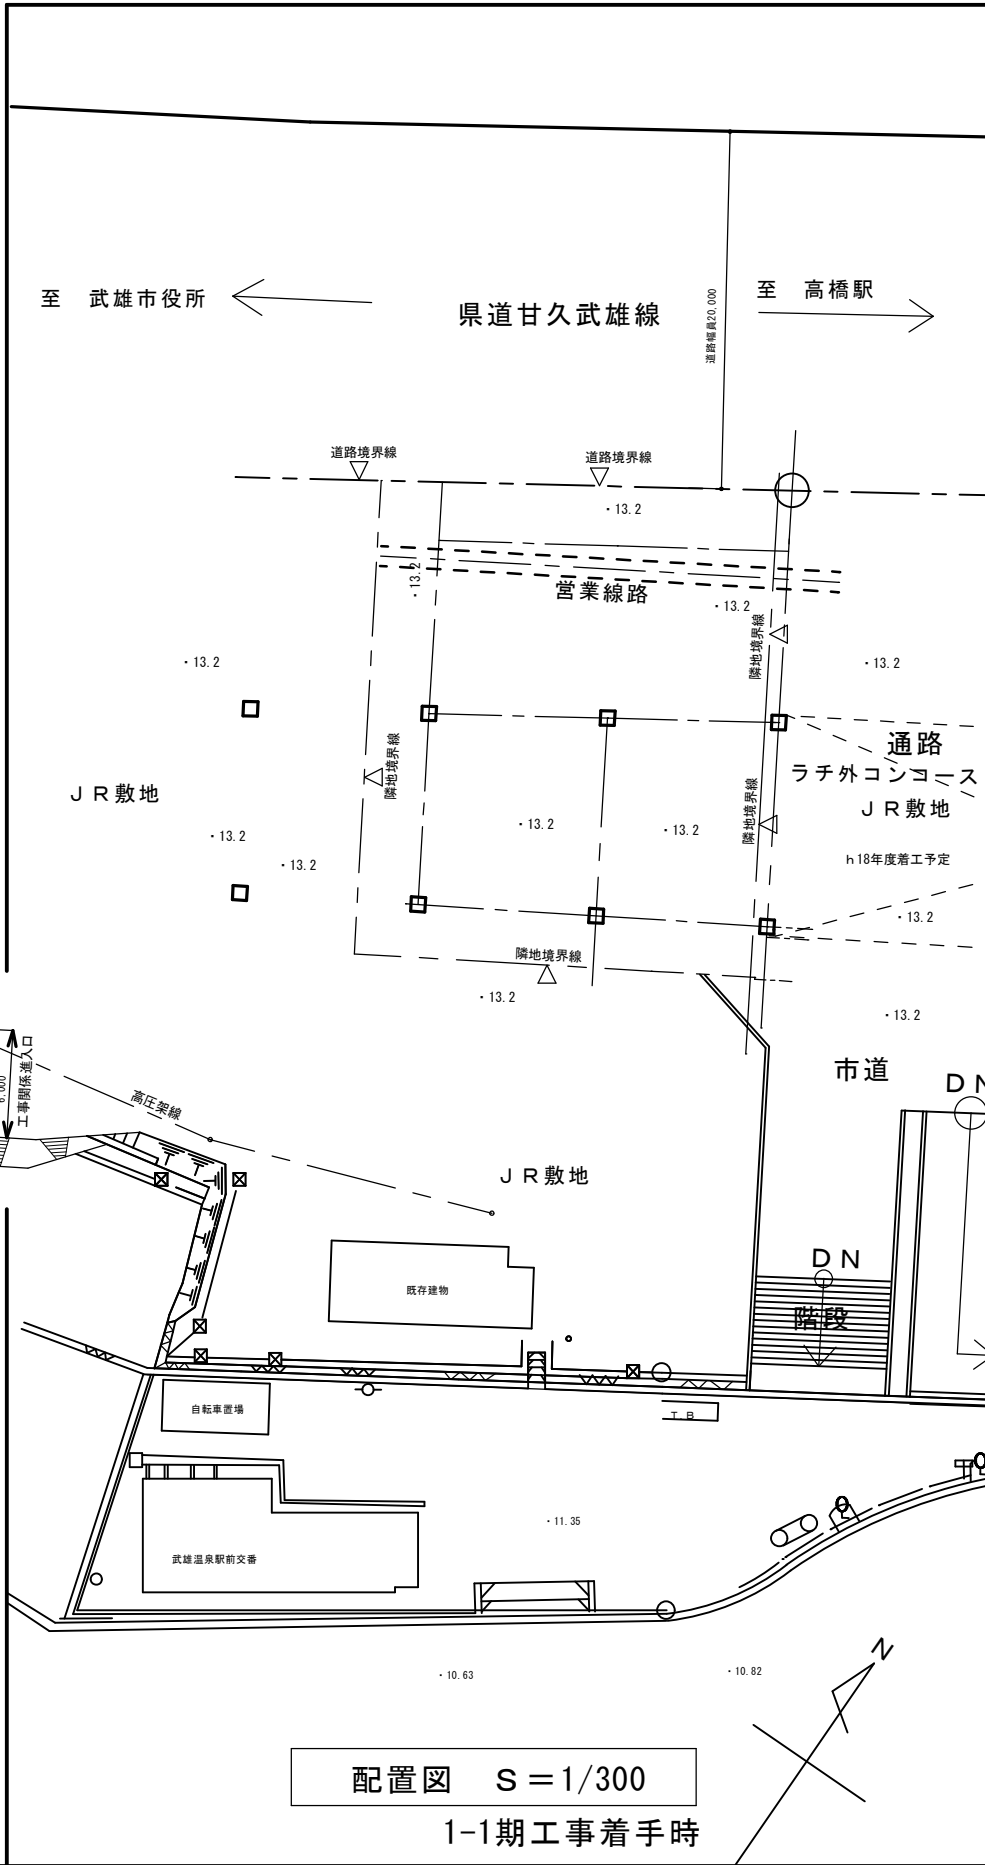 至　武雄市役所
県道甘久武雄線
至　高橋駅
道路幅員20,000
道路境界線
道路境界線
・13.2
・13.2
営業線路
・13.2
隣地境界線
・13.2
・13.2
通路
ラチ外コンコース
ＪＲ敷地
隣地境界線
ＪＲ敷地
隣地境界線
・13.2
・13.2
・13.2
・13.2
h18年度着工予定
・13.2
隣地境界線
・13.2
・13.2
6,000
工事関係進入口
市道
ＤＮ
高圧架線
ＪＲ敷地
ＤＮ
既存建物
階段
自転車置場
T.B
・11.35
武雄温泉駅前交番
・10.63
・10.82
N
配置図　Ｓ＝1/300
1-1期工事着手時